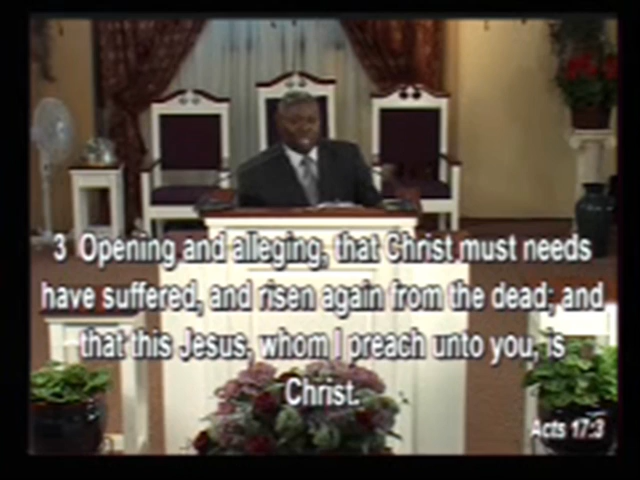 3 Opening and alleging, that Christ must needs
have suffered, and risen again from the dead; and
that this Jesus, whom I preach unto you, is
Christ.
Acts 17:3